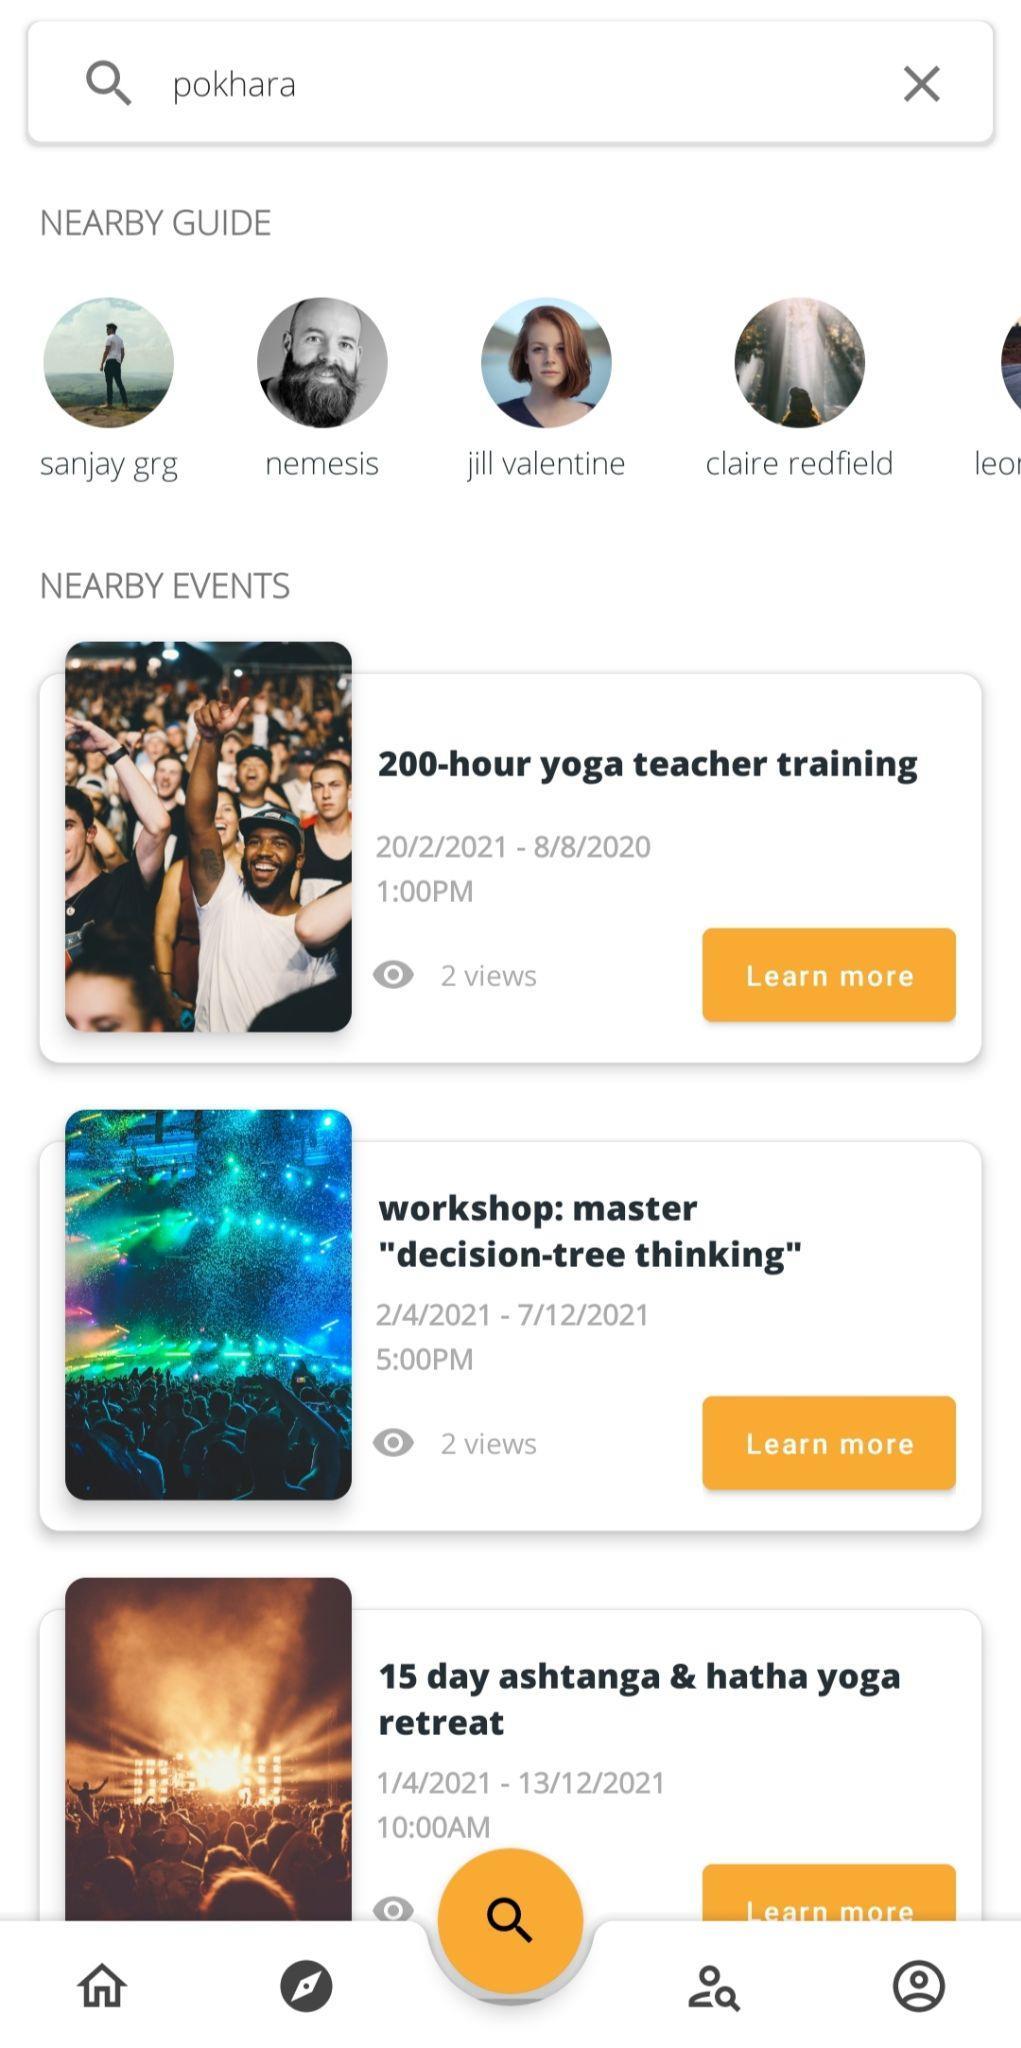 pokhara
NEARBY GUIDE
sanjay grg
nemesis
jill valentine
claire redfield
NEARBY EVENTS
200-hour yoga teacher training
20/2/2021 - 8/8/2020
1:00PM
2 views
Learn more
workshop: master
"decision-tree thinking"
2/4/2021 - 7/12/2021
5:00PM
2 views
Learn more
15 day ashtanga & hatha yoga
retreat
1/4/2021 - 13/12/2021
10:00AM
Learn more